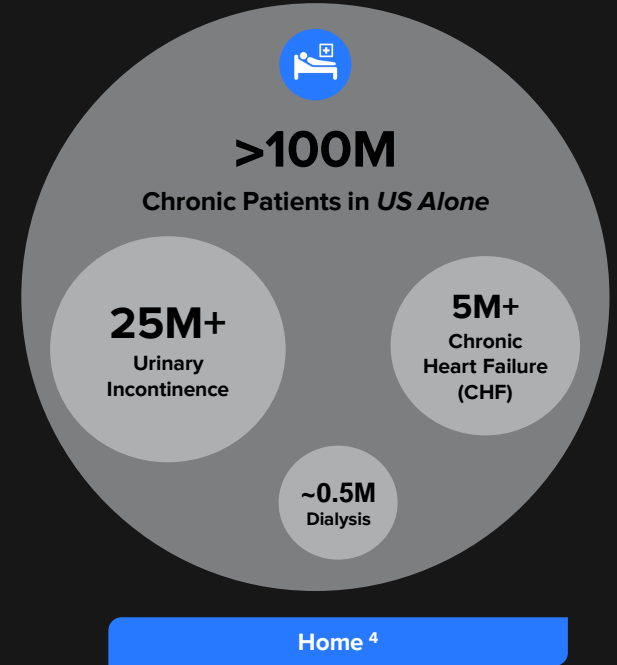 >100M
Chronic Patients in US Alone
25M+
Urinary
Incontinence
5M+
Chronic
Heart Failure
(CHF)
~0.5M
Dialysis
Home 4